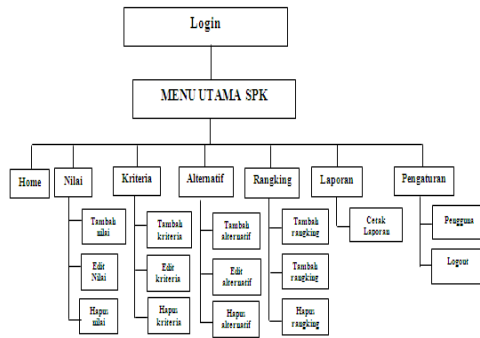 Login
MENU UTAMA SPK
Home
Nilai
Kriteria
Alternatif
Rangking
Laporan
Pengaturan
Tambah
nilai
Edit
Nilai
Hapus
nilai
Tambah
kriteria
Edit
kriteria
Hapus
kriteria
Tambah
alternatif
Edit
alternatif
Hapus
alternatif
Tambah
rangking
Tambah
rangking
Hapus
rangking
Cetak
Laporan
Pengguna
Logout